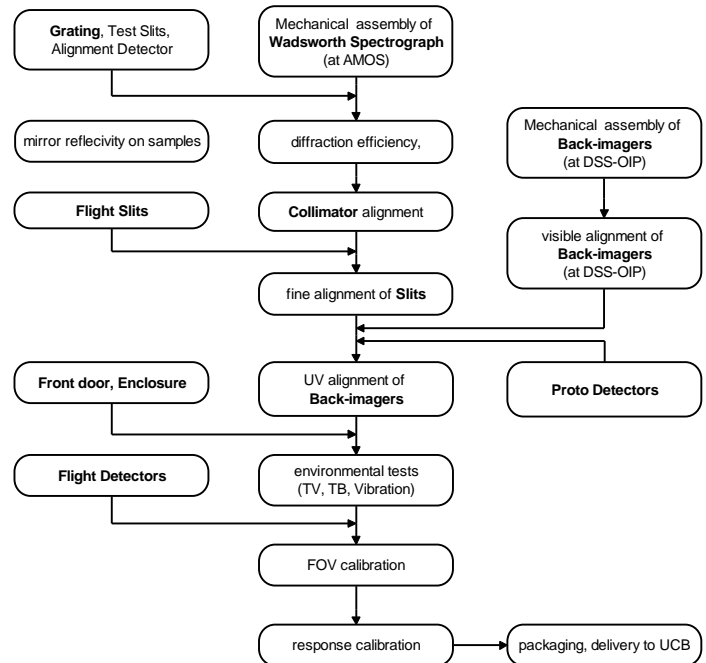 Grating, Test Slits,
Alignment Detector
Mechanical assembly of
Wadsworth Spectrograph
(at AMOS)
mirror reflecivity on samples
diffraction efficiency,
Mechanical assembly of
Back-imagers
(at DSS-OIP)
Flight Slits
Collimator alignment
visible alignment of
Back-imagers
(at DSS-OIP)
fine alignment of Slits
Front door, Enclosure
UV alignment of
Back-imagers
Proto Detectors
Flight Detectors
environmental tests
(TV, TB, Vibration)
FOV calibration
response calibration
packaging, delivery to UCB